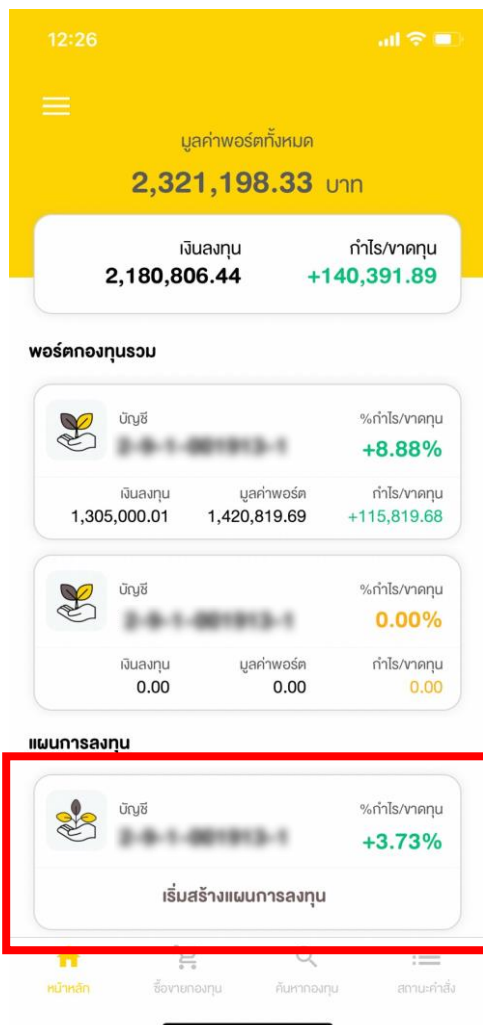 12:26
มูลค่าพอร์ตทั้งหมด
2,321,198.33 บาท
เงินลงทุน กำไร/ขาดทุน
2,180,806.44 +140,391.89
พอร์ตกองทุนรวม
บัญชี %กำไร/ขาดทุน
+8.88%
เงินลงทุน มูลค่าพอร์ต กำไร/ขาดทุน
1,305,000.01 1,420,819.69 +115,819.68
บัญชี %กำไร/ขาดทุน
0.00%
เงินลงทุน มูลค่าพอร์ต กำไร/ขาดทุน
0.00 0.00 0.00
แผนการลงทุน
บัญชี %กำไร/ขาดทุน
+3.73%
เริ่มสร้างแผนการลงทุน
หน้าหลัก ซื้อขายกองทุน ค้นหากองทุน สถานะคำสั่ง